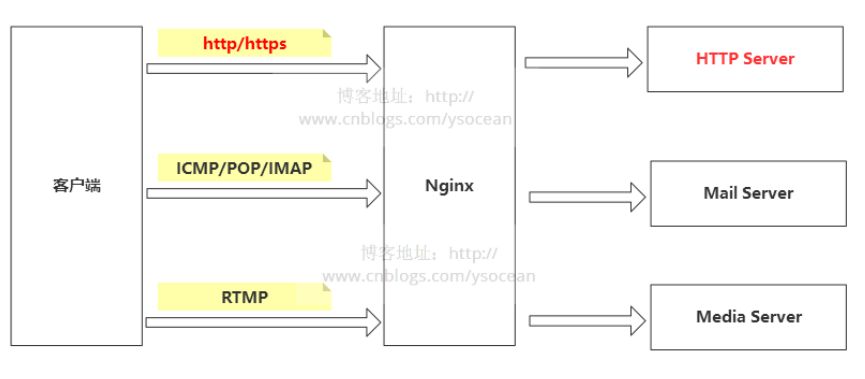 http/https
HTTP Server
博客地址：http://
www.cnblogs.com/ysocean
ICMP/POP/IMAP
客户端
Nginx
Mail Server
博客地址：http://
www.cnblogs.com/ysocean
RTMP
Media Server